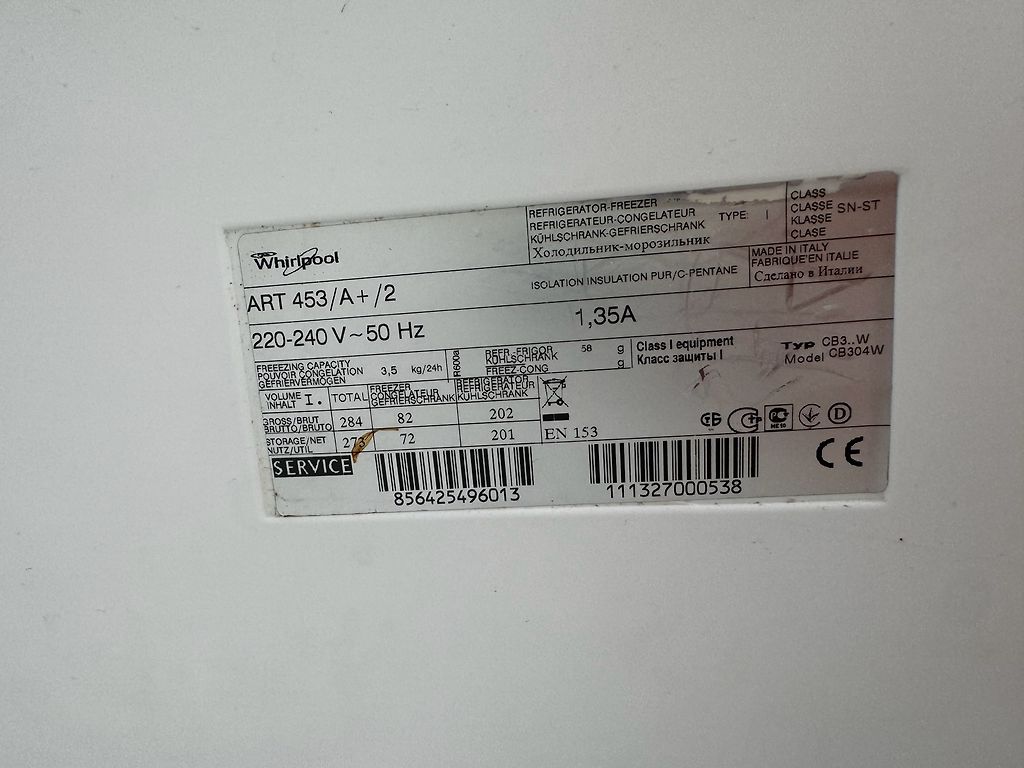 Whirlpool
REFRIGERATOR-FREEZER
REFRIGERATEUR-CONGELATEUR
KÜHLSCHRANK-GEFRIERSCHRANK
Холодильник-морозильник
TYPE: I
CLASS
CLASSE SN-ST
KLASSE
CLASE
ART 453/A+/2
ISOLATION INSULATION PUR/C-PENTANE
MADE IN ITALY
FABRIQUE'EN ITALIE
Сделано в Италии
220-240 V~50 Hz
1,35A
FREEZING CAPACITY
POUVOIR CONGELATION
GEFRIERVERMÖGEN
3,5 kg/24h
R600a
REFR.-FRIGOR
KÜHLSCHRANK
58 g
FREEZ-CONG
g
Class I equipment
Класс защиты I
Typ CB3..W
Model CB304W
VOLUME I.
INHALT
TOTAL
FREEZER
CONGELATEUR
GEFRIERSCHRANK
REFRIGERATOR
REFRIGERATEUR
KÜHLSCHRANK
GROSS/BRUT
BRUTTO/BRUTO
284 82 202
STORAGE/NET
NUTZ/UTIL
72 201
EN 153
SERVICE
856425496013
111327000538
CE